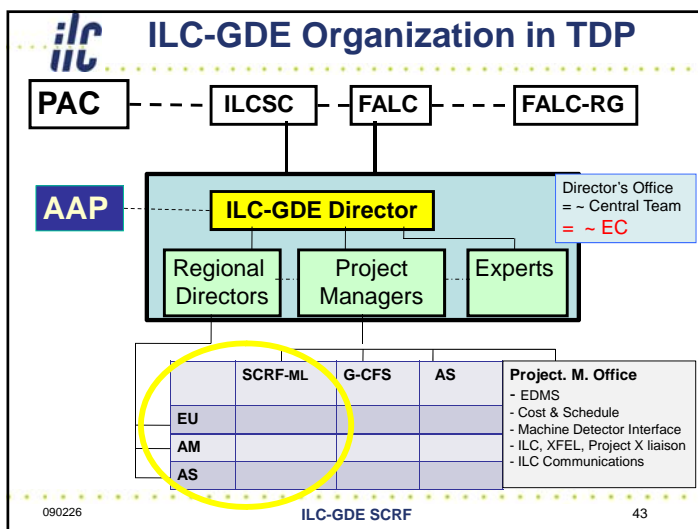 ilc
ILC-GDE Organization in TDP
PAC
ILCSC
FALC
FALC-RG
AAP
ILC-GDE Director
Director's Office
= ~ Central Team
= ~ EC
Regional
Directors
Project
Managers
Experts
SCRF-ML
G-CFS
AS
EU
AM
AS
Project. M. Office
- EDMS
- Cost & Schedule
- Machine Detector Interface
- ILC, XFEL, Project X liaison
- ILC Communications
090226
ILC-GDE SCRF
43